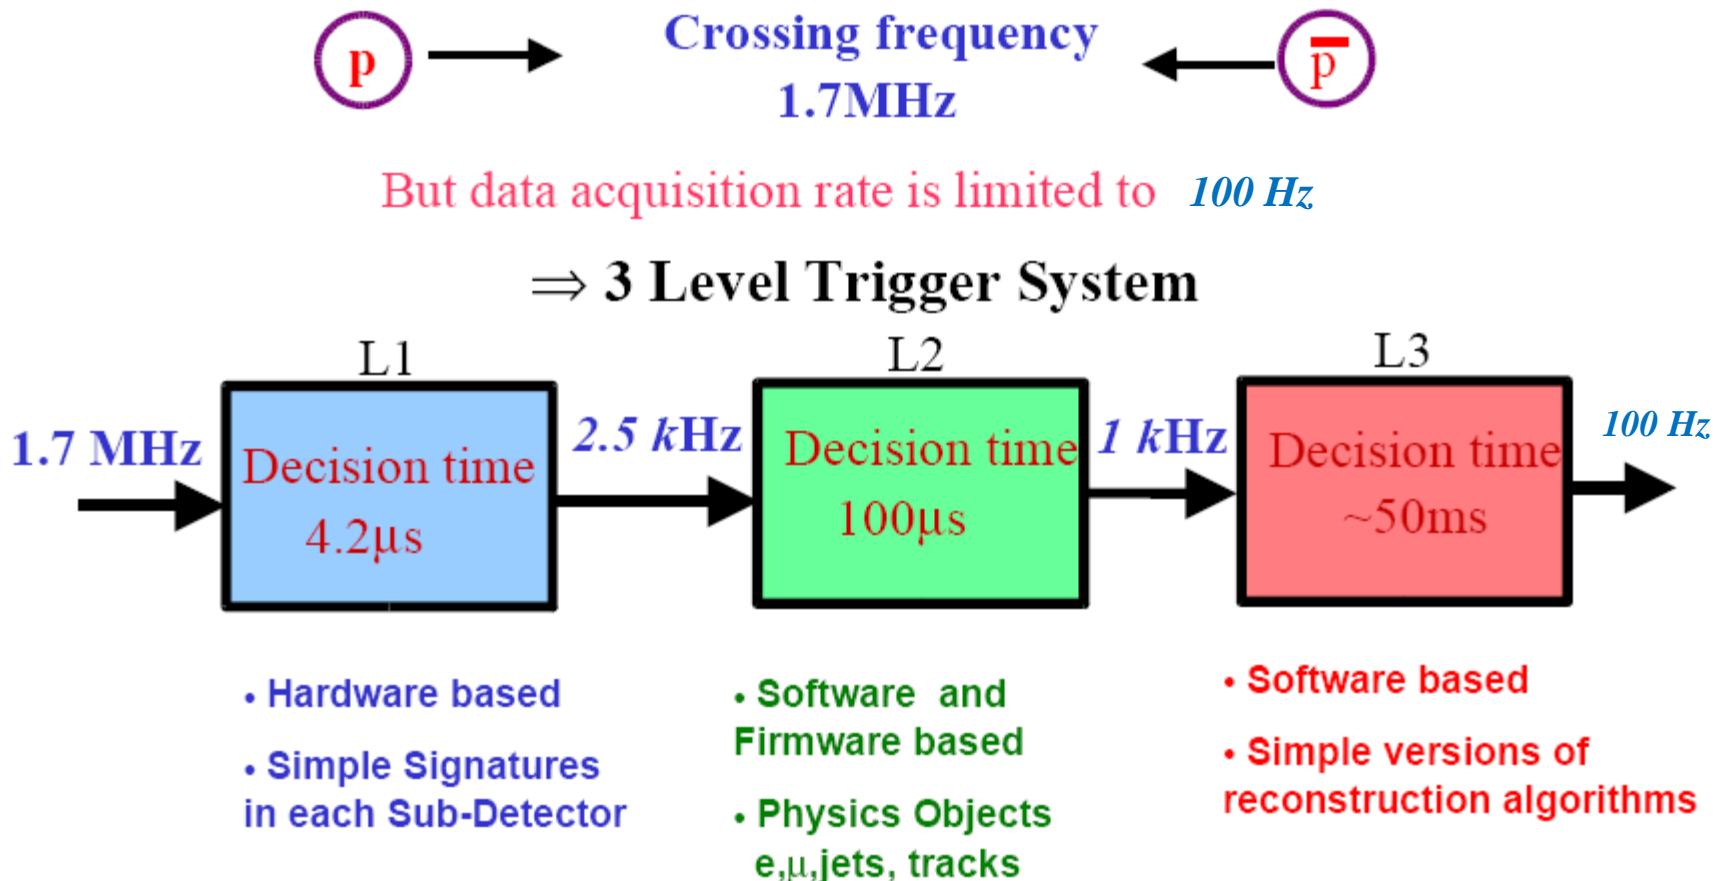 p
Crossing frequency
1.7MHz
p̅
But data acquisition rate is limited to 100 Hz
⇒ 3 Level Trigger System
L1
L2
L3
1.7 MHz
Decision time
4.2μs
2.5 kHz
Decision time
100μs
1 kHz
Decision time
~50ms
100 Hz
• Hardware based
• Simple Signatures
in each Sub-Detector
• Software and
Firmware based
• Physics Objects
e,μ,jets, tracks
• Software based
• Simple versions of
reconstruction algorithms